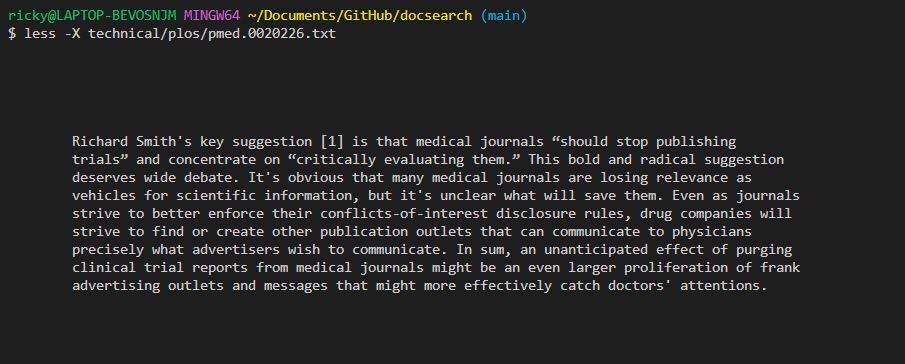 ricky@LAPTOP-BEVOSNJM MINGW64 ~/Documents/GitHub/docsearch (main)
$ less -X technical/plos/pmed.0020226.txt
Richard Smith's key suggestion [1] is that medical journals “should stop publishing
trials” and concentrate on “critically evaluating them.” This bold and radical suggestion
deserves wide debate. It's obvious that many medical journals are losing relevance as
vehicles for scientific information, but it's unclear what will save them. Even as journals
strive to better enforce their conflicts-of-interest disclosure rules, drug companies will
strive to find or create other publication outlets that can communicate to physicians
precisely what advertisers wish to communicate. In sum, an unanticipated effect of purging
clinical trial reports from medical journals might be an even larger proliferation of frank
advertising outlets and messages that might more effectively catch doctors' attentions.